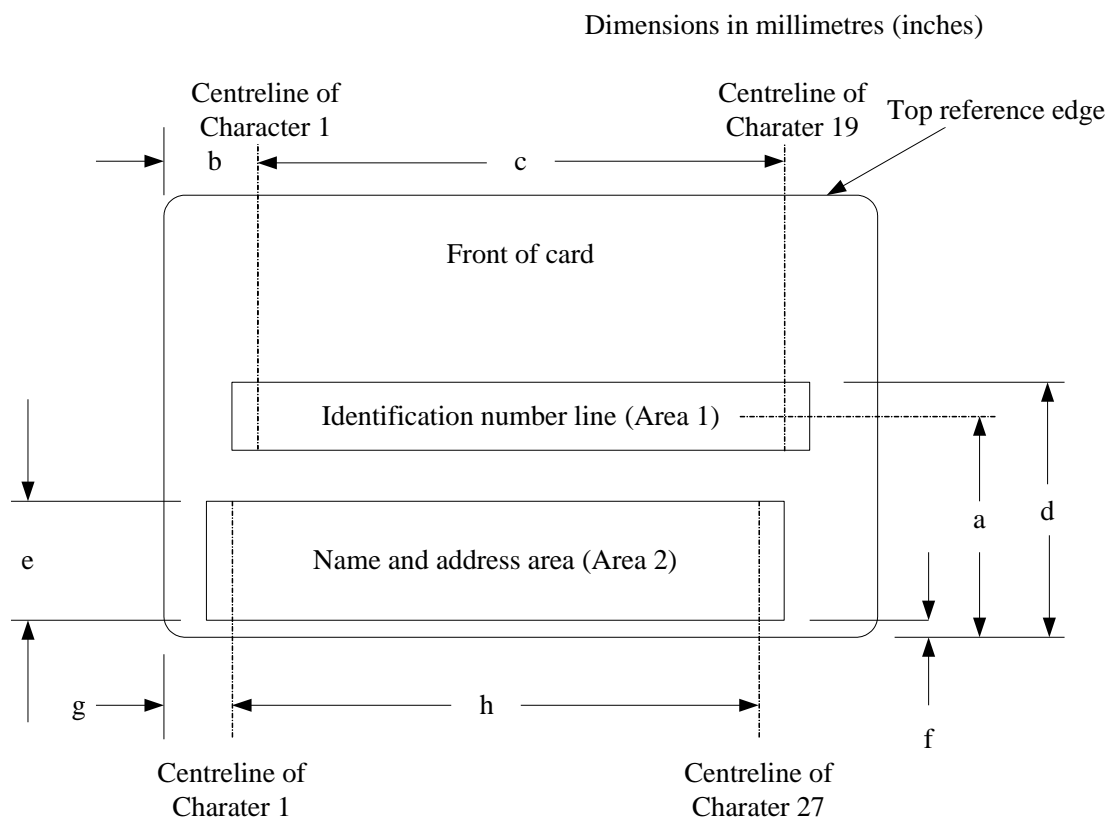 Dimensions in millimetres (inches)
Centreline of
Character 1
Centreline of
Charater 19
Top reference edge
b
c
Front of card
Identification number line (Area 1)
a
d
e
Name and address area (Area 2)
g
h
f
Centreline of
Charater 1
Centreline of
Charater 27